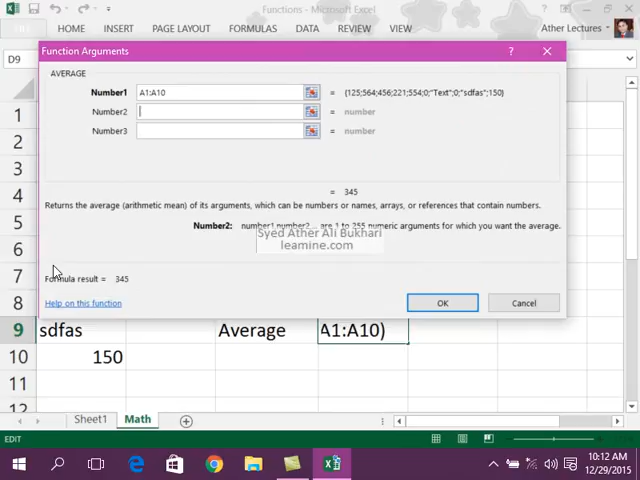 Functions - Microsoft Excel
HOME INSERT PAGE LAYOUT FORMULAS DATA REVIEW VIEW Ather Lectures
D9
Function Arguments ?
AVERAGE
Number1 A1:A10 = {125;564;456;221;554;0;"Text";0;"sdfas";150}
Number2 = number
Number3 = number
= 345
Returns the average (arithmetic mean) of its arguments, which can be numbers or names, arrays, or references that contain numbers.
Number2: number1,number2,... are 1 to 255 numeric arguments for which you want the average.
Syed Ather Ali Bukhari
leamine.com
Formula result = 345
Help on this function OK Cancel
1
2
3
4
5
6
7
8
9 sdfas Average A1:A10)
10 150
11
12
Sheet1 Math
EDIT
10:12 AM
12/29/2015